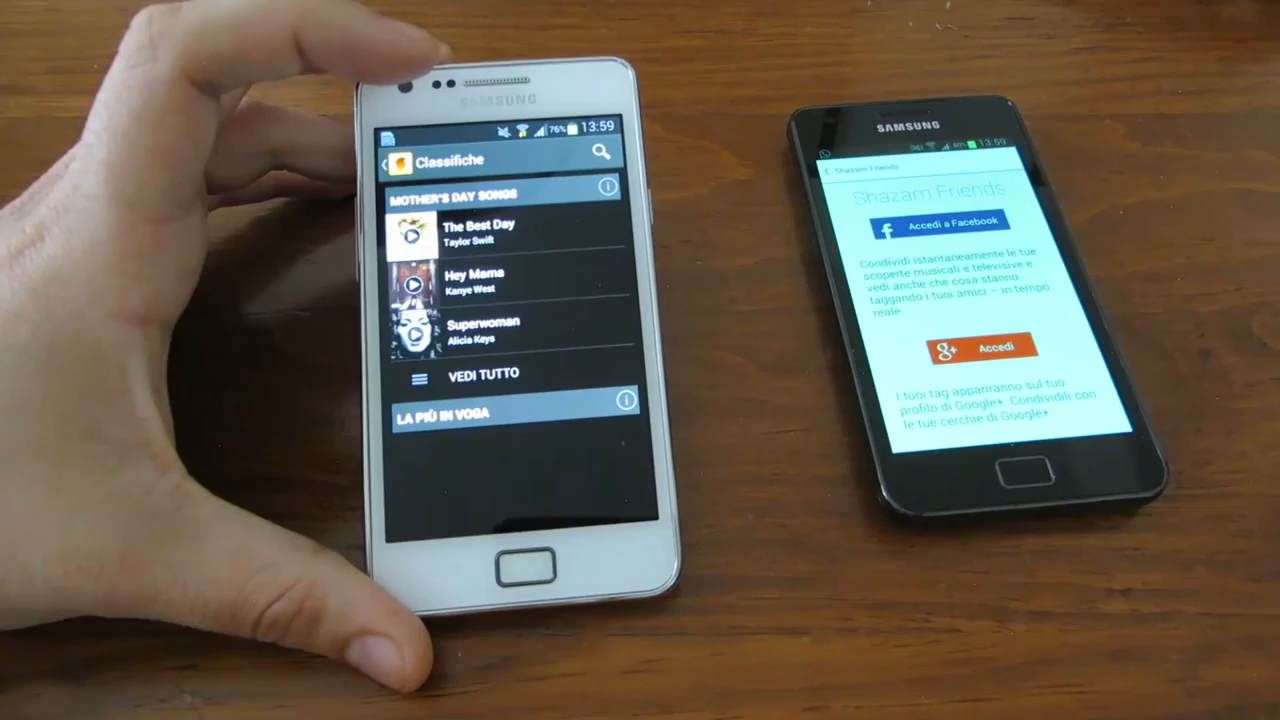 SAMSUNG
76% 13:59
Classifiche
MOTHER'S DAY SONGS
The Best Day
Taylor Swift
Hey Mama
Kanye West
Superwoman
Alicia Keys
VEDI TUTTO
LA PIÙ IN VOGA
SAMSUNG
80% 13:59
Shazam Friends
Shazam Friends
f Accedi a Facebook
Condividi istantaneamente le tue
scoperte musicali e televisive e
vedi anche che cosa stanno
taggando i tuoi amici – in tempo
reale.
g+ Accedi
I tuoi tag appariranno sul tuo
profilo di Google+. Condividili con
le tue cerchie di Google+